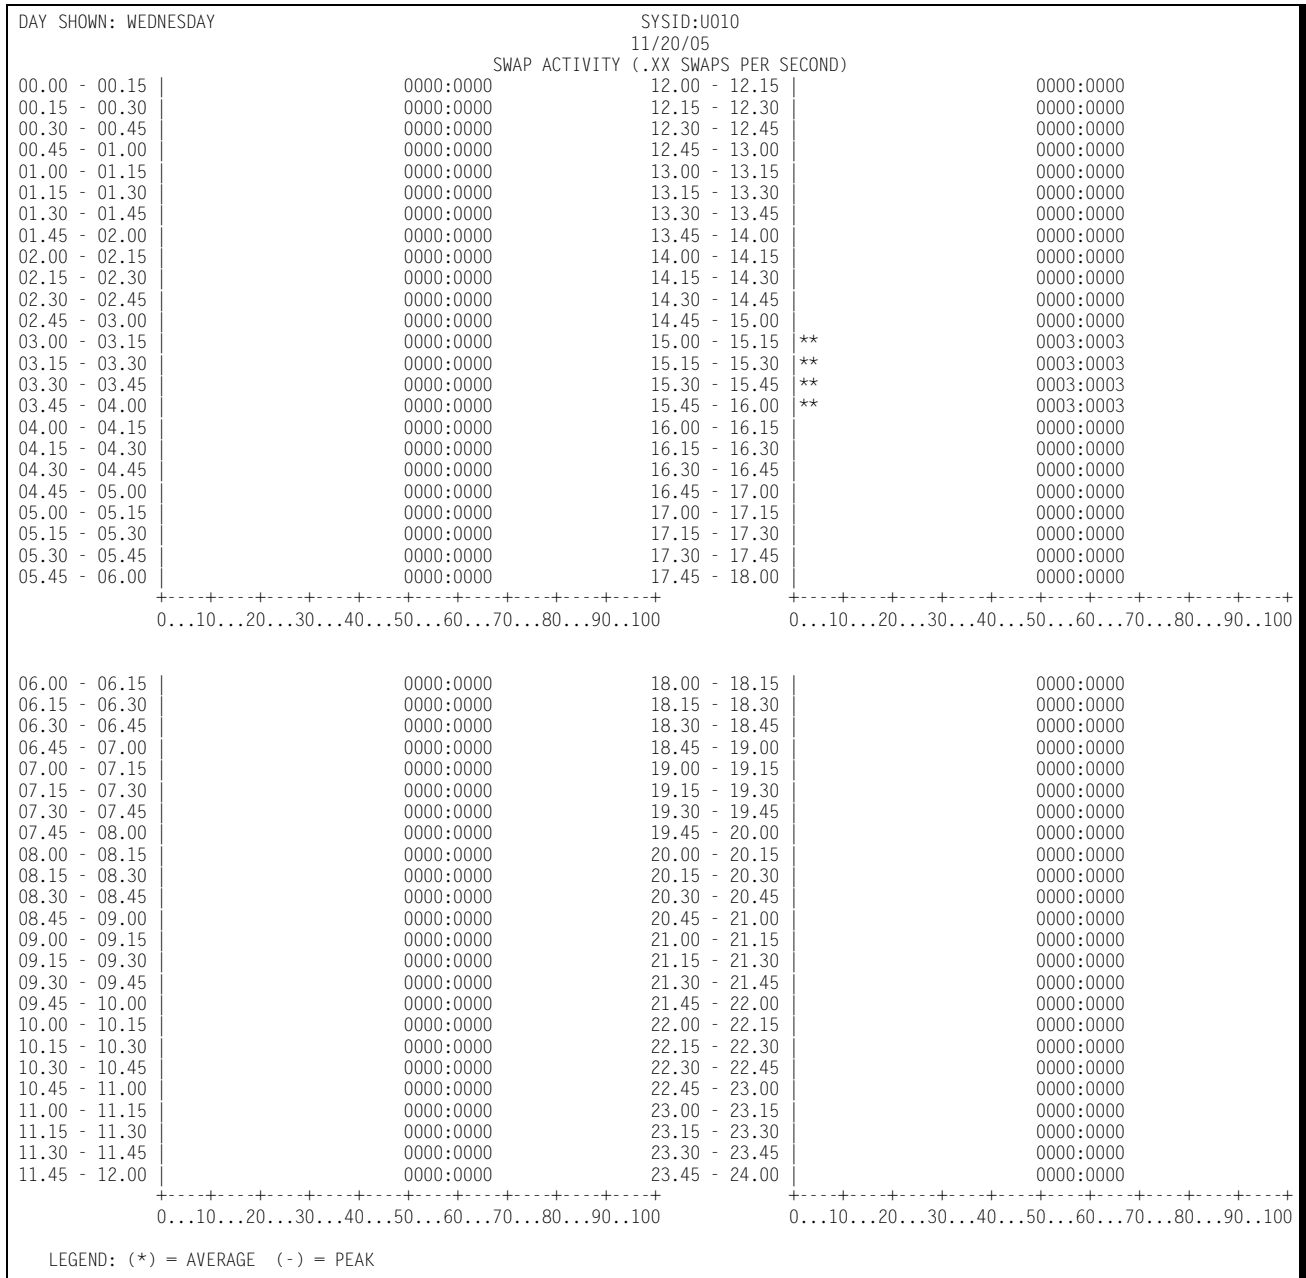 DAY SHOWN: WEDNESDAY SYSID:U010
11/20/05
SWAP ACTIVITY (.XX SWAPS PER SECOND)
00.00 - 00.15 | 0000:0000 12.00 - 12.15 | 0000:0000
00.15 - 00.30 | 0000:0000 12.15 - 12.30 | 0000:0000
00.30 - 00.45 | 0000:0000 12.30 - 12.45 | 0000:0000
00.45 - 01.00 | 0000:0000 12.45 - 13.00 | 0000:0000
01.00 - 01.15 | 0000:0000 13.00 - 13.15 | 0000:0000
01.15 - 01.30 | 0000:0000 13.15 - 13.30 | 0000:0000
01.30 - 01.45 | 0000:0000 13.30 - 13.45 | 0000:0000
01.45 - 02.00 | 0000:0000 13.45 - 14.00 | 0000:0000
02.00 - 02.15 | 0000:0000 14.00 - 14.15 | 0000:0000
02.15 - 02.30 | 0000:0000 14.15 - 14.30 | 0000:0000
02.30 - 02.45 | 0000:0000 14.30 - 14.45 | 0000:0000
02.45 - 03.00 | 0000:0000 14.45 - 15.00 | 0000:0000
03.00 - 03.15 | 0000:0000 15.00 - 15.15 |** 0003:0003
03.15 - 03.30 | 0000:0000 15.15 - 15.30 |** 0003:0003
03.30 - 03.45 | 0000:0000 15.30 - 15.45 |** 0003:0003
03.45 - 04.00 | 0000:0000 15.45 - 16.00 |** 0003:0003
04.00 - 04.15 | 0000:0000 16.00 - 16.15 | 0000:0000
04.15 - 04.30 | 0000:0000 16.15 - 16.30 | 0000:0000
04.30 - 04.45 | 0000:0000 16.30 - 16.45 | 0000:0000
04.45 - 05.00 | 0000:0000 16.45 - 17.00 | 0000:0000
05.00 - 05.15 | 0000:0000 17.00 - 17.15 | 0000:0000
05.15 - 05.30 | 0000:0000 17.15 - 17.30 | 0000:0000
05.30 - 05.45 | 0000:0000 17.30 - 17.45 | 0000:0000
05.45 - 06.00 | 0000:0000 17.45 - 18.00 | 0000:0000
+----+----+----+----+----+----+----+----+----+----+ +----+----+----+----+----+----+----+----+----+----+
0...10...20...30...40...50...60...70...80...90..100 0...10...20...30...40...50...60...70...80...90..100
06.00 - 06.15 | 0000:0000 18.00 - 18.15 | 0000:0000
06.15 - 06.30 | 0000:0000 18.15 - 18.30 | 0000:0000
06.30 - 06.45 | 0000:0000 18.30 - 18.45 | 0000:0000
06.45 - 07.00 | 0000:0000 18.45 - 19.00 | 0000:0000
07.00 - 07.15 | 0000:0000 19.00 - 19.15 | 0000:0000
07.15 - 07.30 | 0000:0000 19.15 - 19.30 | 0000:0000
07.30 - 07.45 | 0000:0000 19.30 - 19.45 | 0000:0000
07.45 - 08.00 | 0000:0000 19.45 - 20.00 | 0000:0000
08.00 - 08.15 | 0000:0000 20.00 - 20.15 | 0000:0000
08.15 - 08.30 | 0000:0000 20.15 - 20.30 | 0000:0000
08.30 - 08.45 | 0000:0000 20.30 - 20.45 | 0000:0000
08.45 - 09.00 | 0000:0000 20.45 - 21.00 | 0000:0000
09.00 - 09.15 | 0000:0000 21.00 - 21.15 | 0000:0000
09.15 - 09.30 | 0000:0000 21.15 - 21.30 | 0000:0000
09.30 - 09.45 | 0000:0000 21.30 - 21.45 | 0000:0000
09.45 - 10.00 | 0000:0000 21.45 - 22.00 | 0000:0000
10.00 - 10.15 | 0000:0000 22.00 - 22.15 | 0000:0000
10.15 - 10.30 | 0000:0000 22.15 - 22.30 | 0000:0000
10.30 - 10.45 | 0000:0000 22.30 - 22.45 | 0000:0000
10.45 - 11.00 | 0000:0000 22.45 - 23.00 | 0000:0000
11.00 - 11.15 | 0000:0000 23.00 - 23.15 | 0000:0000
11.15 - 11.30 | 0000:0000 23.15 - 23.30 | 0000:0000
11.30 - 11.45 | 0000:0000 23.30 - 23.45 | 0000:0000
11.45 - 12.00 | 0000:0000 23.45 - 24.00 | 0000:0000
+----+----+----+----+----+----+----+----+----+----+ +----+----+----+----+----+----+----+----+----+----+
0...10...20...30...40...50...60...70...80...90..100 0...10...20...30...40...50...60...70...80...90..100
LEGEND: (*) = AVERAGE (-) = PEAK